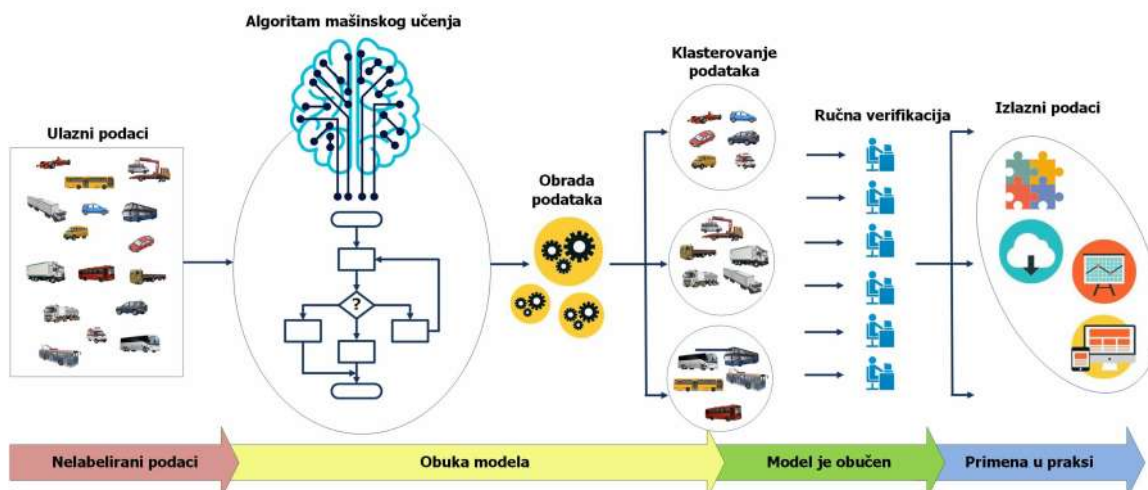 Algoritam mašinskog učenja
Ulazni podaci
?
Obrada
podataka
Klasterovanje
podataka
Ručna verifikacija
Izlazni podaci
Nelabelirani podaci
Obuka modela
Model je obučen
Primena u praksi